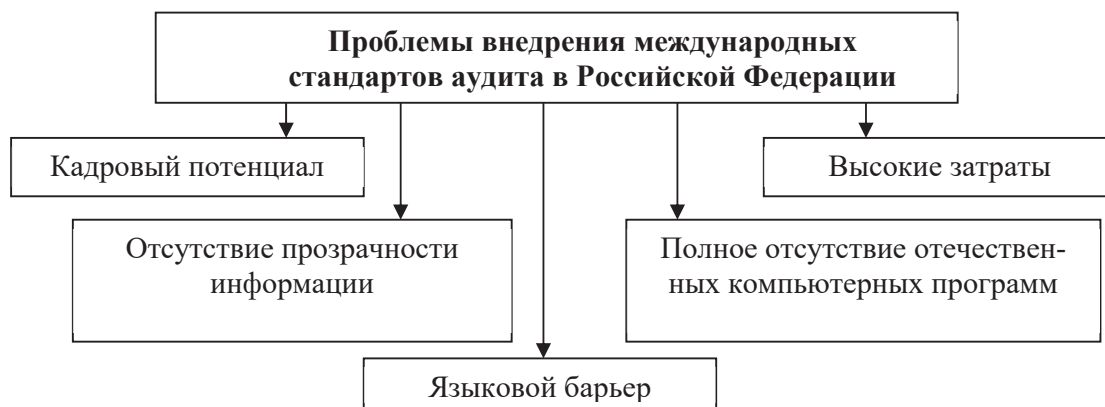 Проблемы внедрения международных
стандартов аудита в Российской Федерации
Кадровый потенциал
Высокие затраты
Отсутствие прозрачности
информации
Полное отсутствие отечествен-
ных компьютерных программ
Языковой барьер